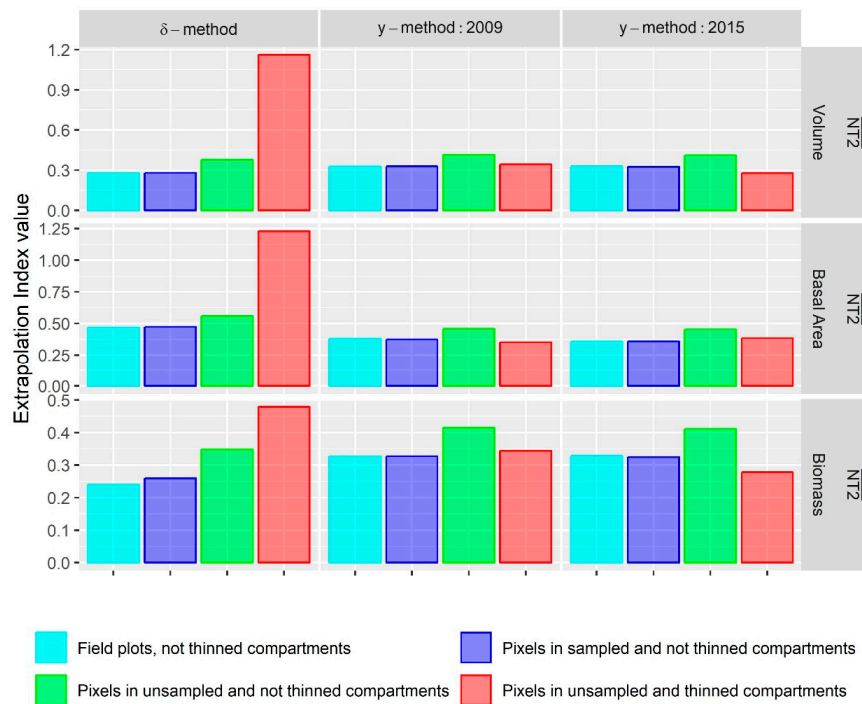 δ – method
y – method : 2009
y – method : 2015
Extrapolation Index value
1.2
0.9
0.6
0.3
0.0
NT2
Volume
1.25
1.00
0.75
0.50
0.25
0.00
NT2
Basal Area
0.5
0.4
0.3
0.2
0.1
0.0
NT2
Biomass
Field plots, not thinned compartments
Pixels in sampled and not thinned compartments
Pixels in unsampled and not thinned compartments
Pixels in unsampled and thinned compartments